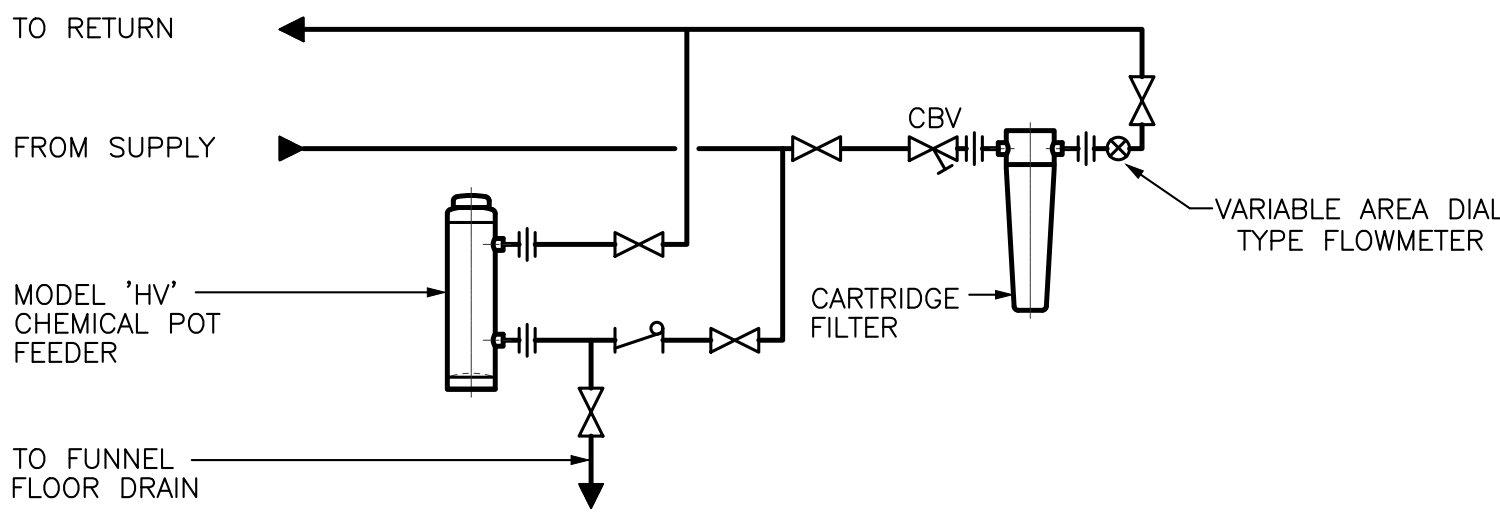 TO RETURN
FROM SUPPLY
CBV
VARIABLE AREA DIAL
TYPE FLOWMETER
MODEL 'HV'
CHEMICAL POT
FEEDER
CARTRIDGE
FILTER
TO FUNNEL
FLOOR DRAIN